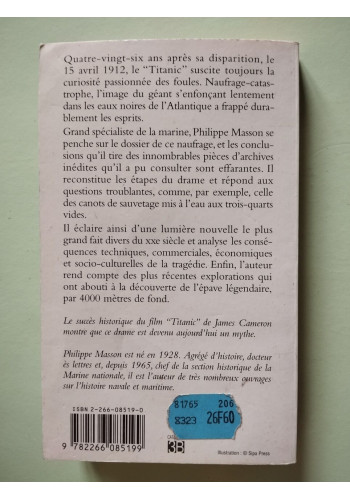 Quatre-vingt-six ans après sa disparition, le
15 avril 1912, le “Titanic” suscite toujours la
curiosité passionnée des foules. Naufrage-catas-
trophe, l'image du géant s'enfonçant lentement
dans les eaux noires de l'Atlantique a frappé dura-
blement les esprits.
Grand spécialiste de la marine, Philippe Masson se
penche sur le dossier de ce naufrage, et les conclu-
sions qu'il tire des innombrables pièces d'archives
inédites qu'il a pu consulter sont effarantes. Il
reconstitue les étapes du drame et répond aux
questions troublantes, comme, par exemple, celle
des canots de sauvetage mis à l'eau aux trois-quarts
vides.
Il éclaire ainsi d'une lumière nouvelle le plus
grand fait divers du XXe siècle et analyse les consé-
quences techniques, commerciales, économiques
et socio-culturelles de la tragédie. Enfin, l'auteur
rend compte des plus récentes explorations qui
ont abouti à la découverte de l'épave légendaire,
par 4000 mètres de fond.
Le succès historique du film “Titanic” de James Cameron
montre que ce drame est devenu aujourd'hui un mythe.
Philippe Masson est né en 1928. Agrégé d'histoire, docteur
ès lettres et, depuis 1965, chef de la section historique de la
Marine nationale, il est l'auteur de très nombreux ouvrages
sur l'histoire navale et maritime.
ISBN 2-266-08519-0
9 782266 085199
81765 206
8323 26F60
3B
Illustration : © Sipa Press